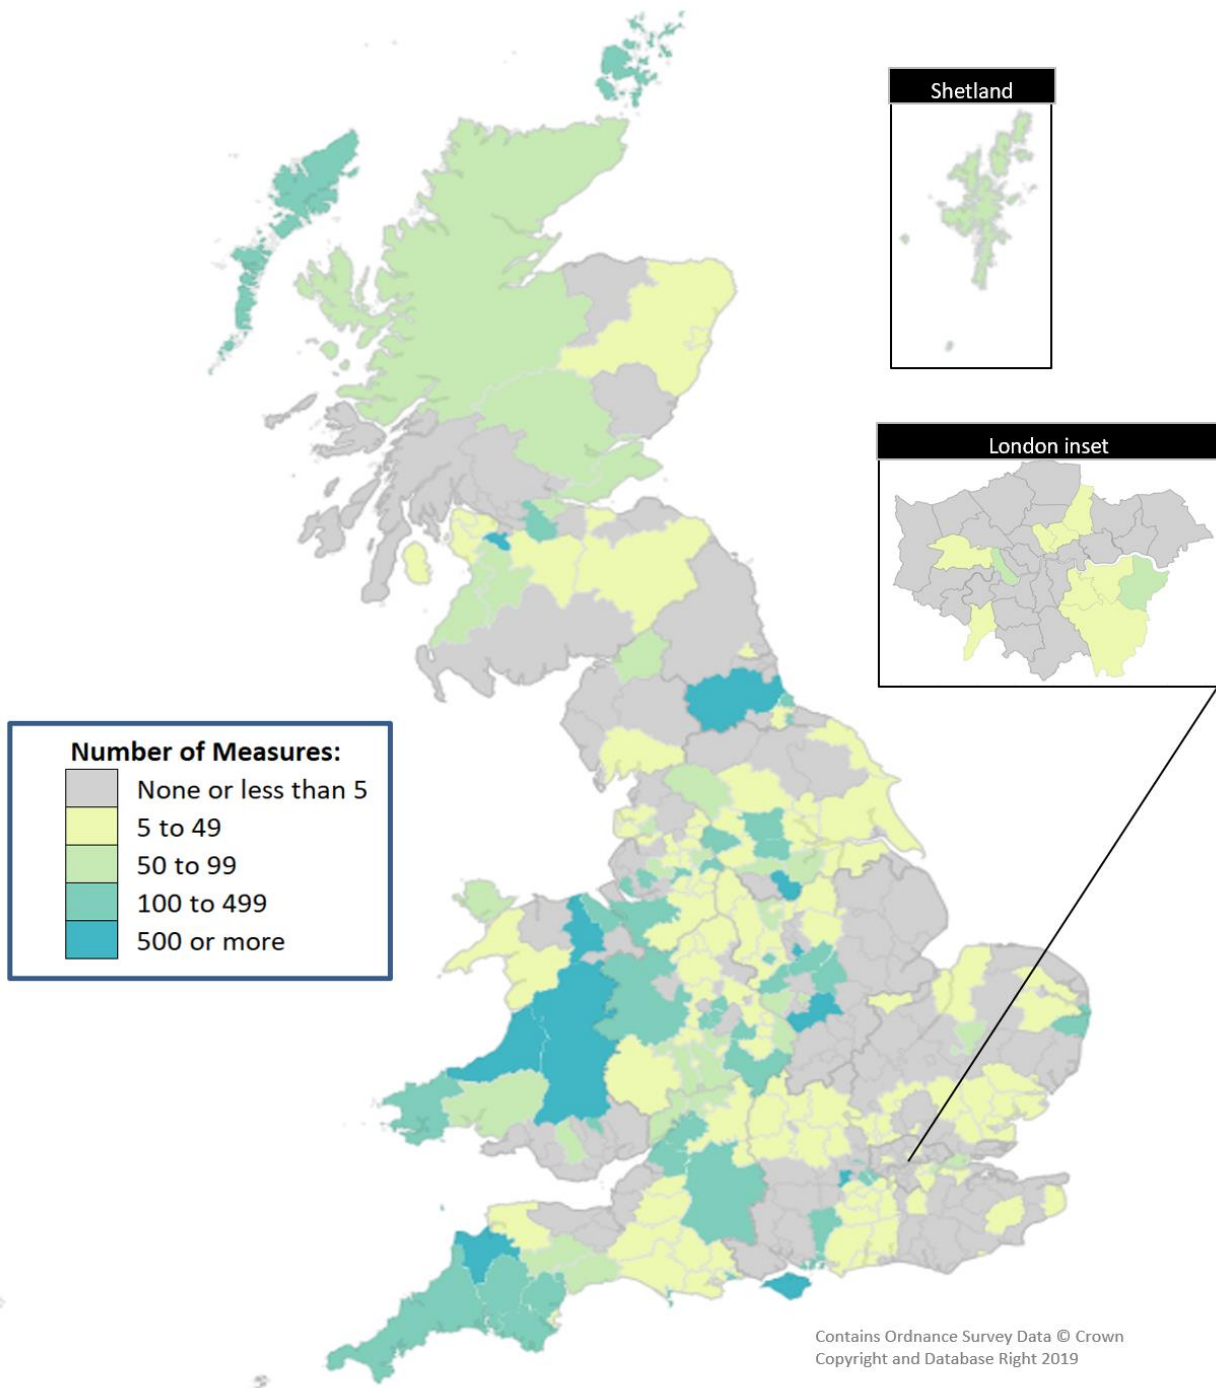 Shetland
London inset
Number of Measures:
None or less than 5
5 to 49
50 to 99
100 to 499
500 or more
Contains Ordnance Survey Data © Crown
Copyright and Database Right 2019